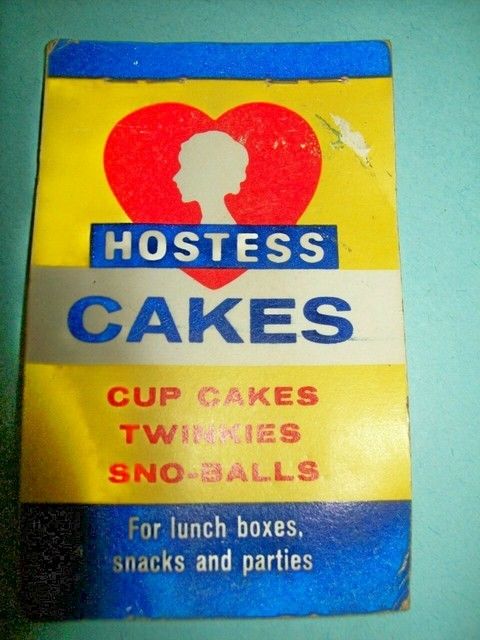 HOSTESS
CAKES
CUP CAKES
TWINKIES
SNO-BALLS
For lunch boxes,
snacks and parties